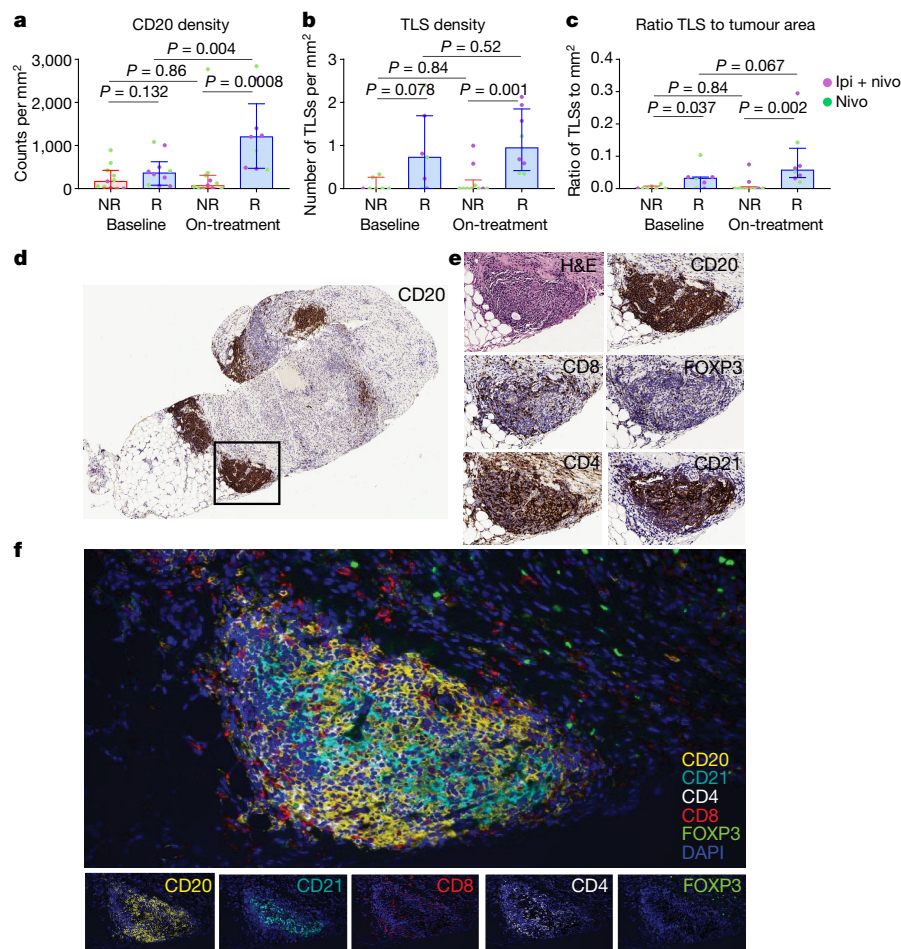 a
CD20 density
Counts per mm²
3,000
2,000
1,000
0
P = 0.004
P = 0.86
P = 0.132
P = 0.0008
NR R NR R
Baseline On-treatment
b
TLS density
Number of TLSs per mm²
3
2
1
0
P = 0.52
P = 0.84
P = 0.078
P = 0.001
NR R NR R
Baseline On-treatment
c
Ratio TLS to tumour area
Ratio of TLSs to mm²
0.4
0.3
0.2
0.1
0.0
P = 0.067
P = 0.84
P = 0.037
P = 0.002
NR R NR R
Baseline On-treatment
Ipi + nivo
Nivo
d
CD20
e
H&E
CD20
CD8
FOXP3
CD4
CD21
f
CD20
CD21
CD4
CD8
FOXP3
DAPI
CD20
CD21
CD8
CD4
FOXP3